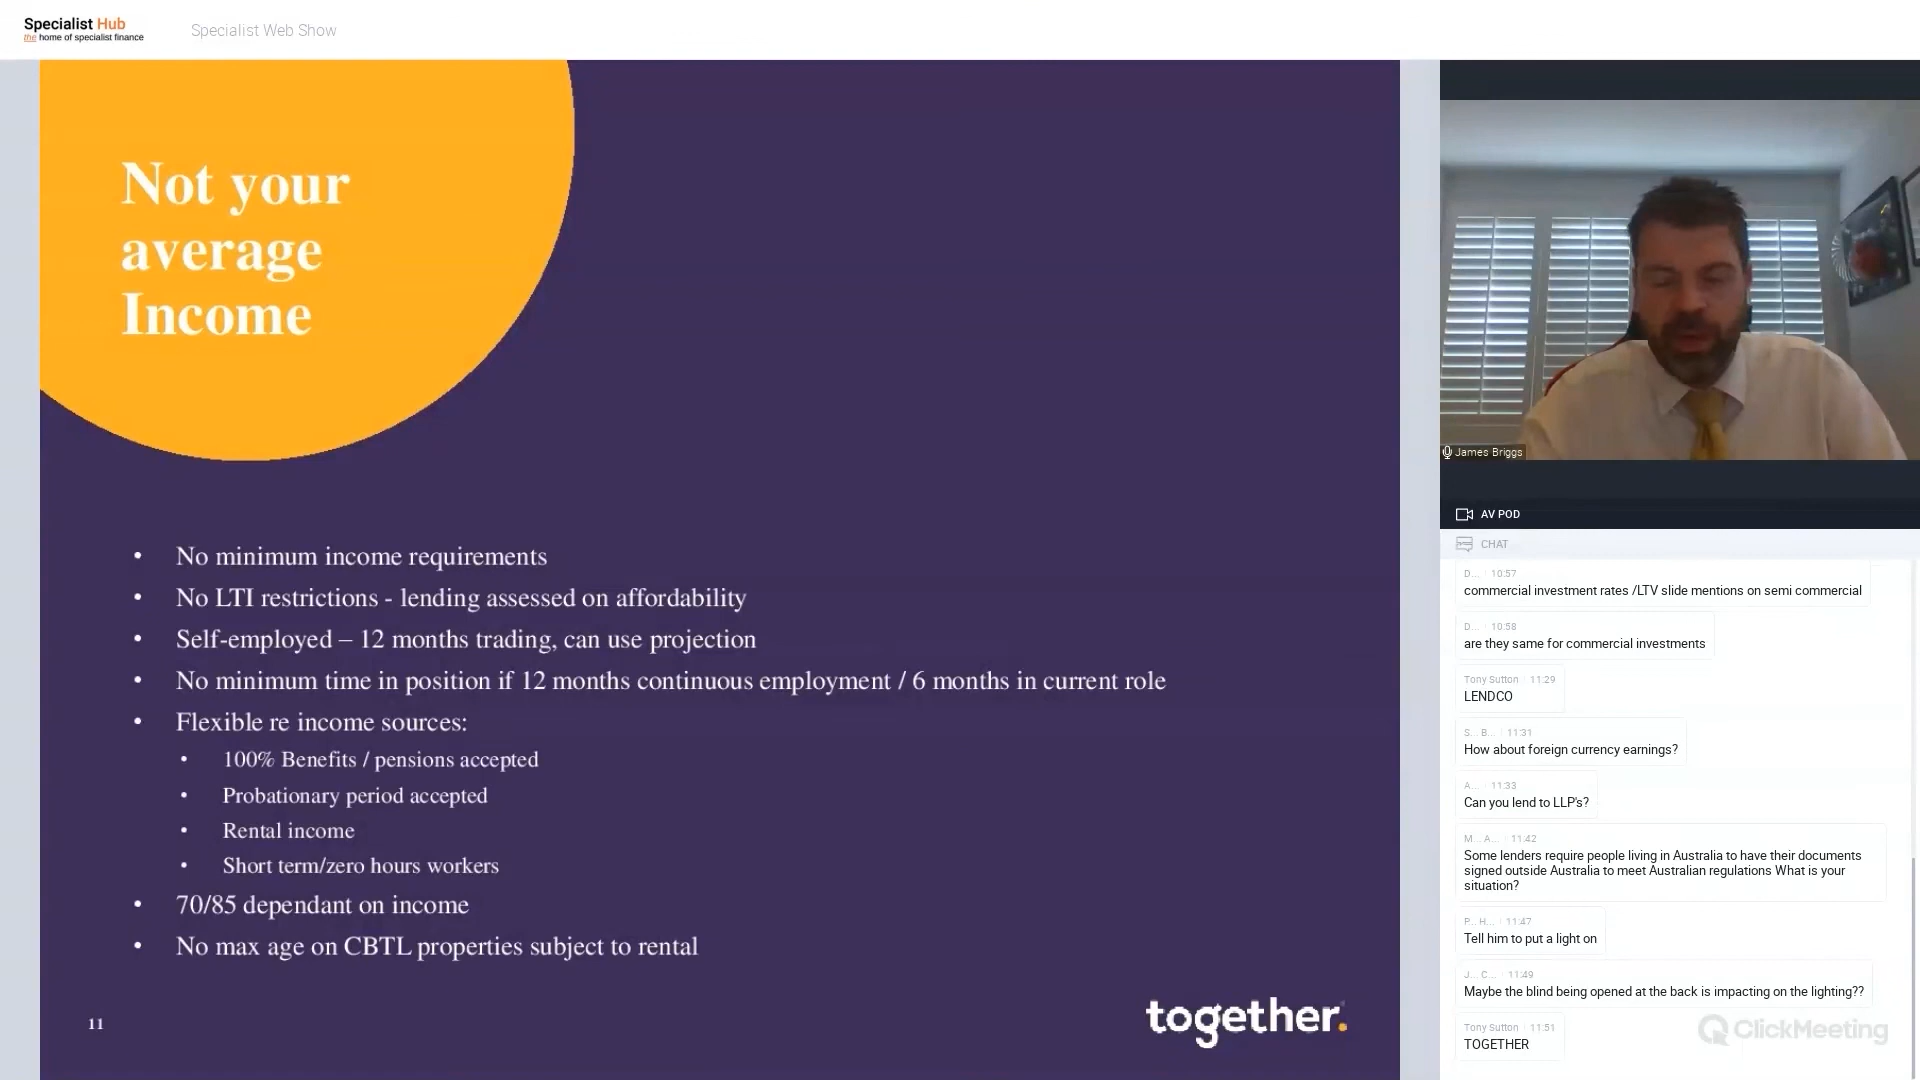 Specialist Hub
the home of specialist finance
Specialist Web Show
Not your
average
Income
• No minimum income requirements
• No LTI restrictions - lending assessed on affordability
• Self-employed – 12 months trading, can use projection
• No minimum time in position if 12 months continuous employment / 6 months in current role
• Flexible re income sources:
• 100% Benefits / pensions accepted
• Probationary period accepted
• Rental income
• Short term/zero hours workers
• 70/85 dependant on income
• No max age on CBTL properties subject to rental
11
together.
James Briggs
AV POD
CHAT
D... 10:57
commercial investment rates /LTV slide mentions on semi commercial
D... 10:58
are they same for commercial investments
Tony Sutton 11:29
LENDCO
S... B... 11:31
How about foreign currency earnings?
A... 11:33
Can you lend to LLP's?
M... A... 11:42
Some lenders require people living in Australia to have their documents
signed outside Australia to meet Australian regulations What is your
situation?
P... H... 11:47
Tell him to put a light on
J... C... 11:49
Maybe the blind being opened at the back is impacting on the lighting??
Tony Sutton 11:51
TOGETHER
ClickMeeting